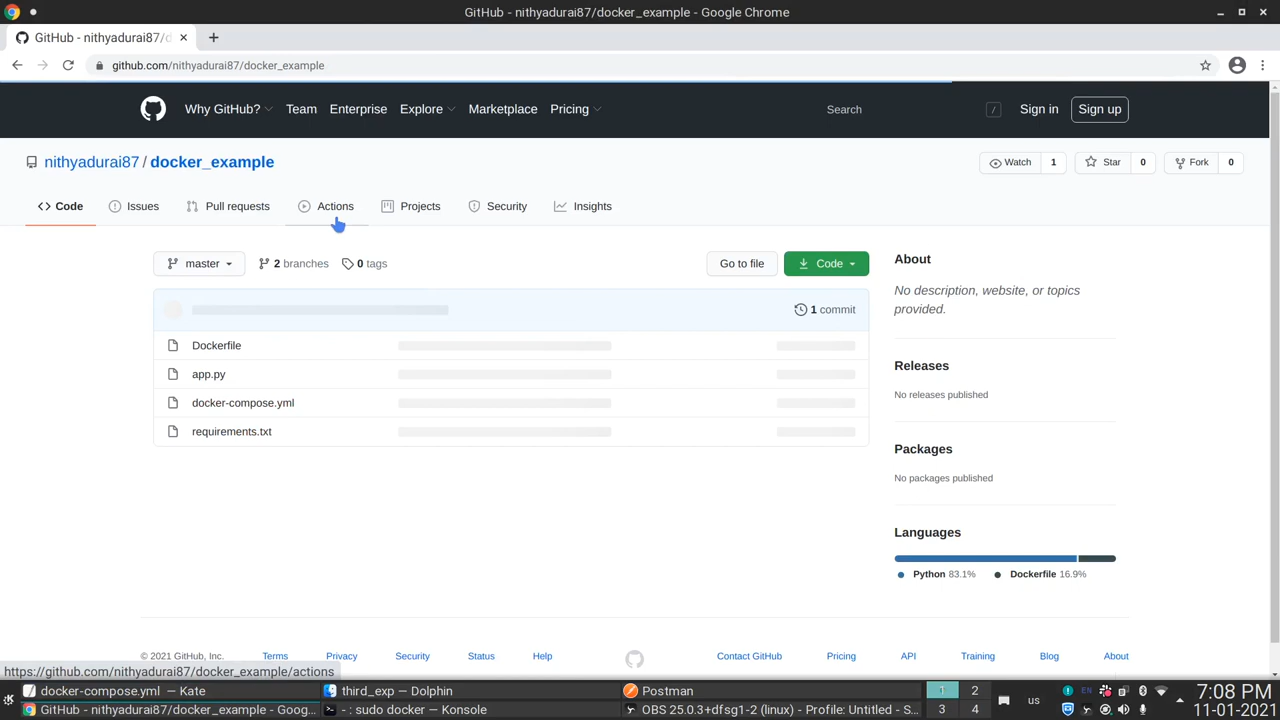 GitHub - nithyadurai87/docker_example - Google Chrome
GitHub - nithyadurai87/d
github.com/nithyadurai87/docker_example
Why GitHub? Team Enterprise Explore Marketplace Pricing Search / Sign in Sign up
nithyadurai87 / docker_example Watch 1 Star 0 Fork 0
Code Issues Pull requests Actions Projects Security Insights
master 2 branches 0 tags Go to file Code
1 commit
Dockerfile
app.py
docker-compose.yml
requirements.txt
About
No description, website, or topics
provided.
Releases
No releases published
Packages
No packages published
Languages
Python 83.1% Dockerfile 16.9%
© 2021 GitHub, Inc. Terms Privacy Security Status Help Contact GitHub Pricing API Training Blog About
https://github.com/nithyadurai87/docker_example/actions
docker-compose.yml — Kate third_exp — Dolphin Postman 1 2
GitHub - nithyadurai87/docker_example - Goog... - : sudo docker — Konsole OBS 25.0.3+dfsg1-2 (linux) - Profile: Untitled - S... 3 4
us EN 7:08 PM
11-01-2021